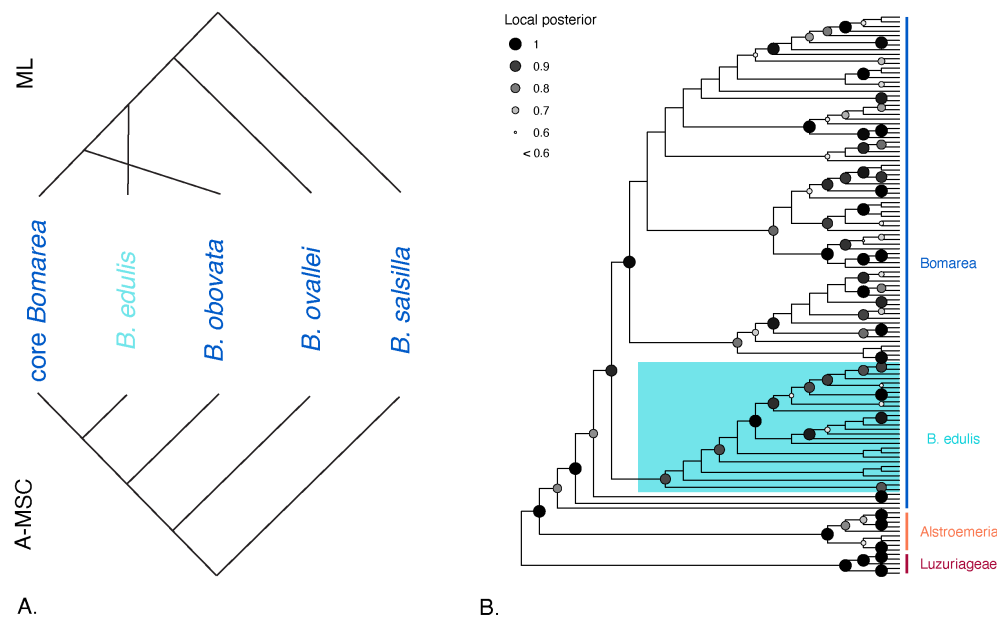 ML
core Bomarea
B. edulis
B. obovata
B. ovallei
B. salsilla
A-MSC
A.
Local posterior
1
0.9
0.8
0.7
0.6
< 0.6
Bomarea
B. edulis
Alstroemeria
Luzuriageae
B.